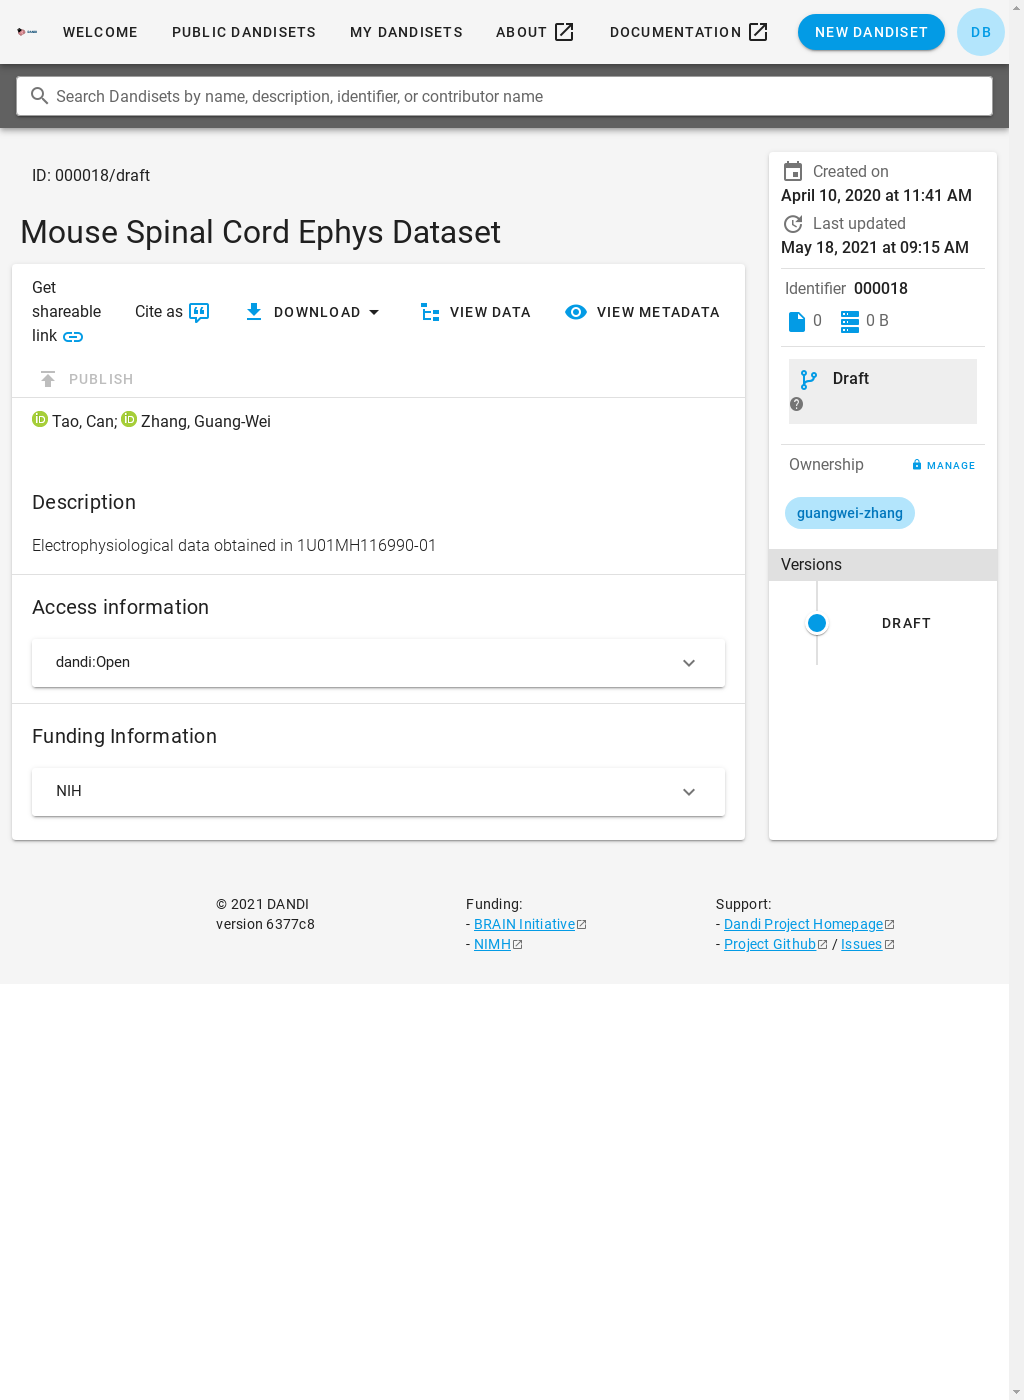 WELCOME PUBLIC DANDISETS MY DANDISETS ABOUT DOCUMENTATION NEW DANDISET DB
Search Dandisets by name, description, identifier, or contributor name
ID: 000018/draft
Mouse Spinal Cord Ephys Dataset
Get
shareable
link
Cite as
DOWNLOAD
VIEW DATA
VIEW METADATA
PUBLISH
iD Tao, Can; iD Zhang, Guang-Wei
Description
Electrophysiological data obtained in 1U01MH116990-01
Access information
dandi:Open
Funding Information
NIH
Created on
April 10, 2020 at 11:41 AM
Last updated
May 18, 2021 at 09:15 AM
Identifier 000018
0 0 B
Draft
Ownership MANAGE
guangwei-zhang
Versions
DRAFT
© 2021 DANDI
version 6377c8
Funding:
- BRAIN Initiative
- NIMH
Support:
- Dandi Project Homepage
- Project Github / Issues